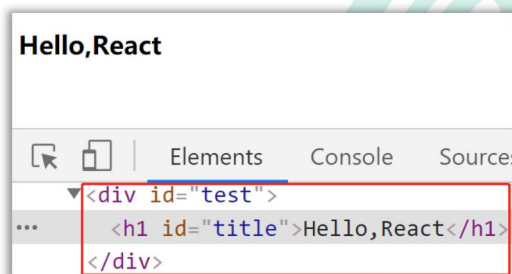 Hello,React
Elements Console Sources
<div id="test">
<h1 id="title">Hello,React</h1>
</div>